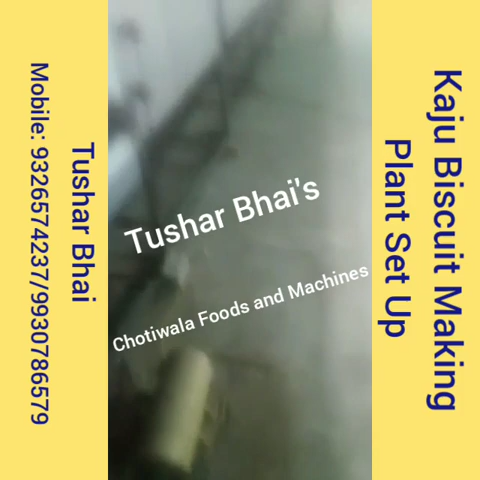 Kaju Biscuit Making
Plant Set Up
Tushar Bhai's
Chotiwala Foods and Machines
Tushar Bhai
Mobile: 9326574237/9930786579